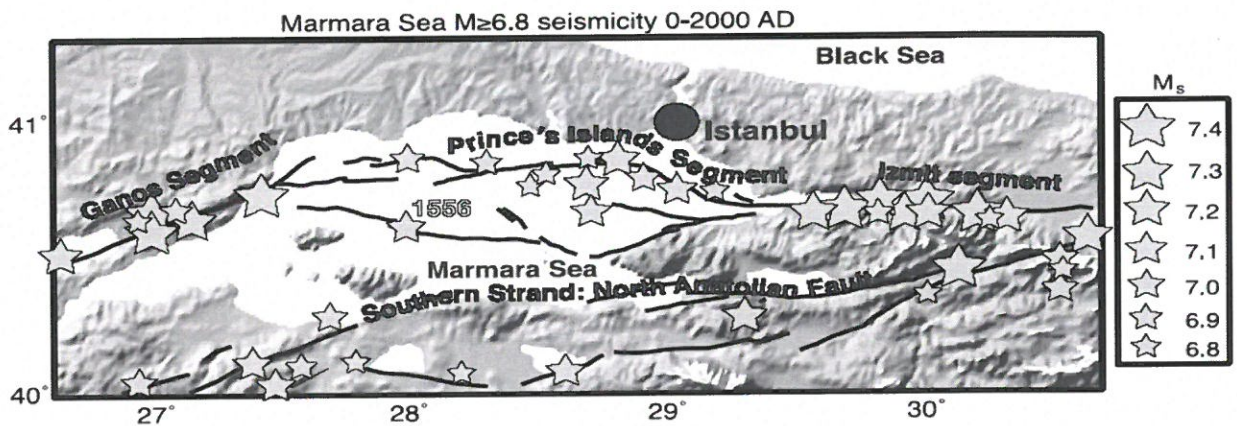 Marmara Sea M≥6.8 seismicity 0-2000 AD
Black Sea
Ms
41°
Prince's Islands Segment
Istanbul
7.4
Ganos Segment
Izmit segment
7.3
1556
7.2
Marmara Sea
7.1
Southern Strand: North Anatolian Fault
7.0
6.9
6.8
40°
27°
28°
29°
30°